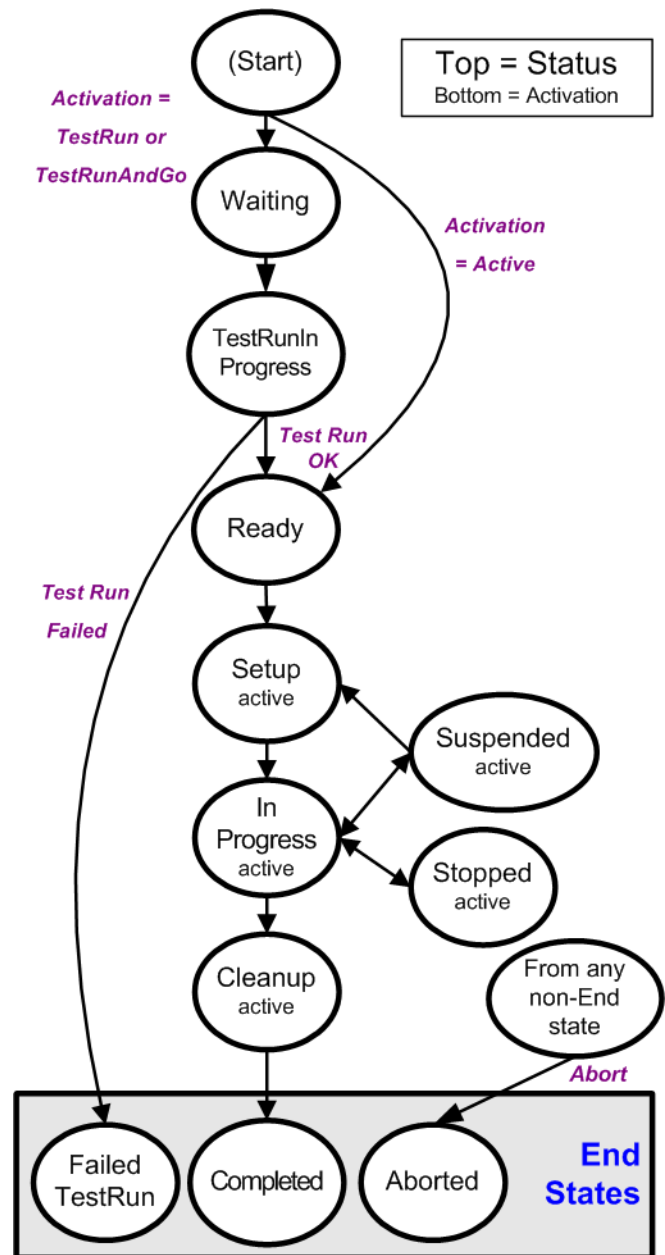 (Start)
Top = Status
Bottom = Activation
Activation =
TestRun or
TestRunAndGo
Waiting
Activation
= Active
TestRunIn
Progress
Test Run
OK
Ready
Test Run
Failed
Setup
active
Suspended
active
In
Progress
active
Stopped
active
Cleanup
active
From any
non-End
state
Abort
Failed
TestRun
Completed
Aborted
End
States